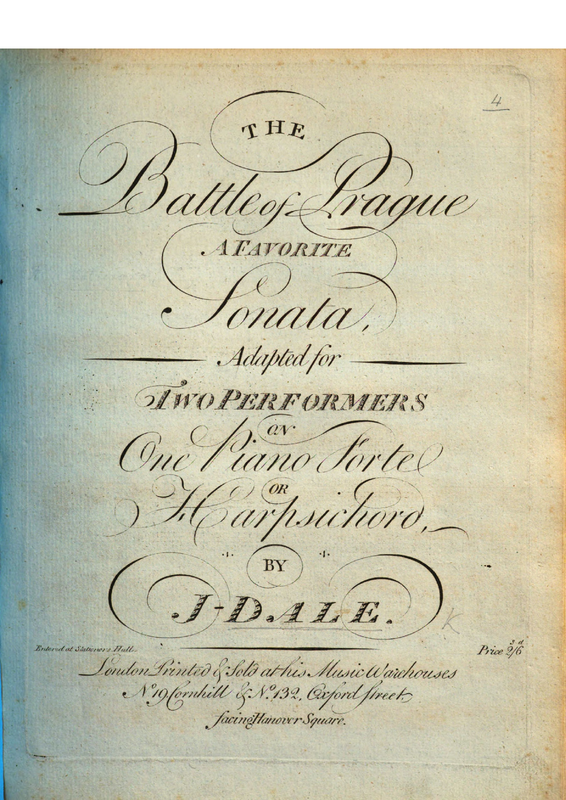 4
THE
Battle of Prague
A FAVORITE
Sonata,
Adapted for
TWO PERFORMERS
ON
One Piano Forte
OR
Harpsichord,
BY
J-DALE.
K
Entered at Stationers Hall.
Price 2/6
London Printed & Sold at his Music Warehouses
No. 19 Cornhill & No. 132, Oxford Street,
facing Hanover Square.